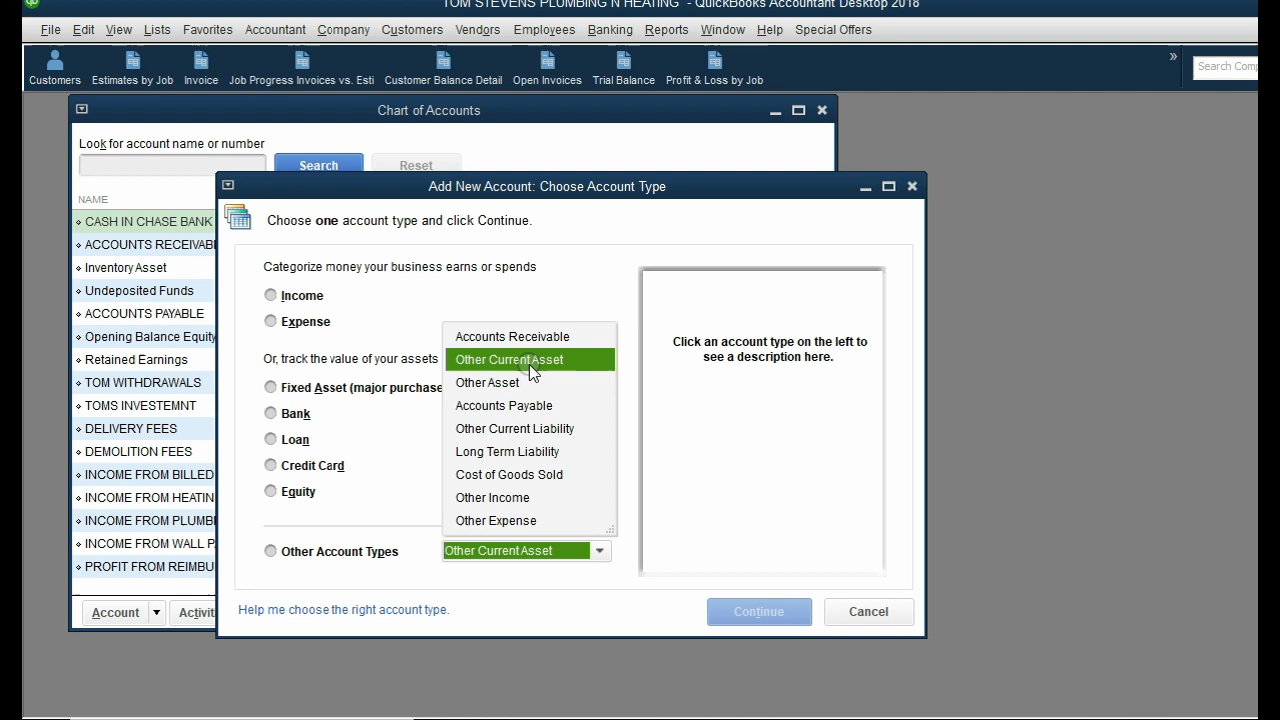 TOM STEVENS PLUMBING N HEATING - QuickBooks Accountant Desktop 2018
File Edit View Lists Favorites Accountant Company Customers Vendors Employees Banking Reports Window Help Special Offers
Customers Estimates by Job Invoice Job Progress Invoices vs. Esti Customer Balance Detail Open Invoices Trial Balance Profit & Loss by Job
» Search Comp
Chart of Accounts
Look for account name or number
Search Reset
NAME
CASH IN CHASE BANK
ACCOUNTS RECEIVABL
Inventory Asset
Undeposited Funds
ACCOUNTS PAYABLE
Opening Balance Equity
Retained Earnings
TOM WITHDRAWALS
TOMS INVESTEMNT
DELIVERY FEES
DEMOLITION FEES
INCOME FROM BILLED
INCOME FROM HEATIN
INCOME FROM PLUMBI
INCOME FROM WALL P
PROFIT FROM REIMBU
Account Activit
Add New Account: Choose Account Type
Choose one account type and click Continue.
Categorize money your business earns or spends
Income
Expense
Or, track the value of your assets
Fixed Asset (major purchase
Bank
Loan
Credit Card
Equity
Other Account Types Other Current Asset
Accounts Receivable
Other Current Asset
Other Asset
Accounts Payable
Other Current Liability
Long Term Liability
Cost of Goods Sold
Other Income
Other Expense
Click an account type on the left to
see a description here.
Help me choose the right account type.
Continue Cancel